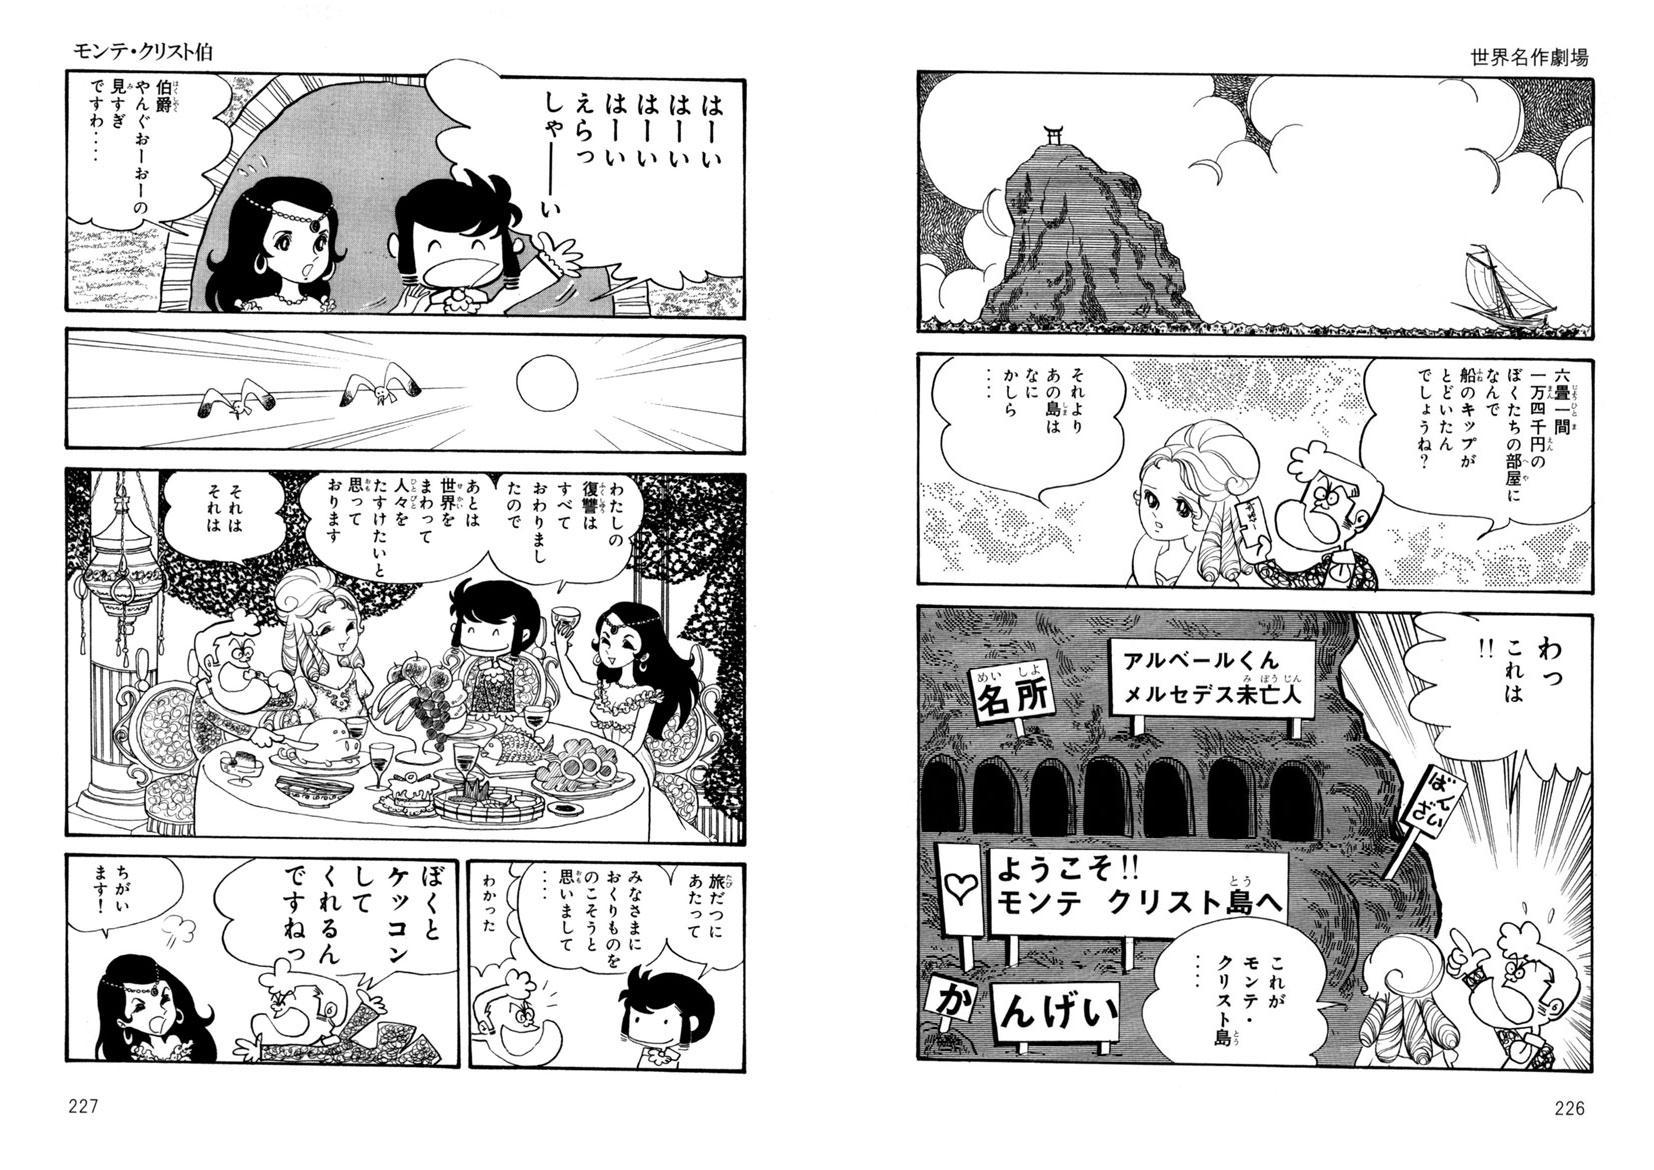 世界名作劇場
六畳一間
一万四千円の
ぼくたちの部屋に
なんで
船のキップが
とどいたん
でしょうね?
それより
あの島は
なに
かしら
‥‥
わっ
これは
!!
アルベールくん
メルセデス未亡人
名所
ばんざい
ようこそ!!
モンテ クリスト島へ
♡
かんげい
これが
モンテ・
クリスト島
‥‥
226
モンテ・クリスト伯
はーい
はーい
はーい
はーい
えらっ
しゃーーい
伯爵
やんぐおーおーの
見すぎ
ですわ‥‥
わたしの
復讐は
すべて
おわりまし
たので
あとは
世界を
まわって
人々を
たすけたいと
思って
おります
それは
それは
旅だつに
あたって
みなさまに
おくりものを
のこそうと
思いまして
‥‥
わかった
ぼくと
ケッコン
して
くれるん
ですねっ
ちがい
ます!
227